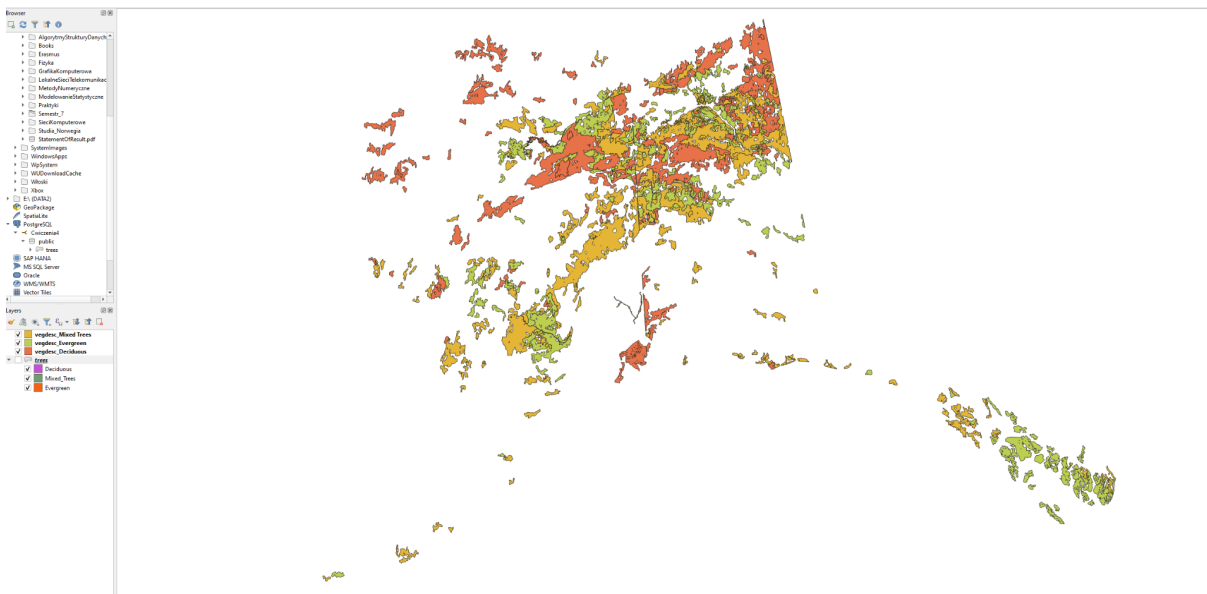 Browser
AlgorytmyStrukturyDanych
Books
Erasmus
Fizyka
GrafikaKomputerowa
LokalneSieciTelekomunikac
MetodyNumeryczne
ModelowanieStatystyczne
Praktyki
Semestr_7
SieciKomputerowe
Studia_Norwegia
StatementOfResult.pdf
SystemImages
WindowsApps
WpSystem
WUDownloadCache
Włoski
Xbox
E:\ (DATA2)
GeoPackage
SpatiaLite
PostgreSQL
Cwiczenia4
public
trees
SAP HANA
MS SQL Server
Oracle
WMS/WMTS
Vector Tiles
Layers
vegdesc_Mixed Trees
vegdesc_Evergreen
vegdesc_Deciduous
trees
Deciduous
Mixed_Trees
Evergreen